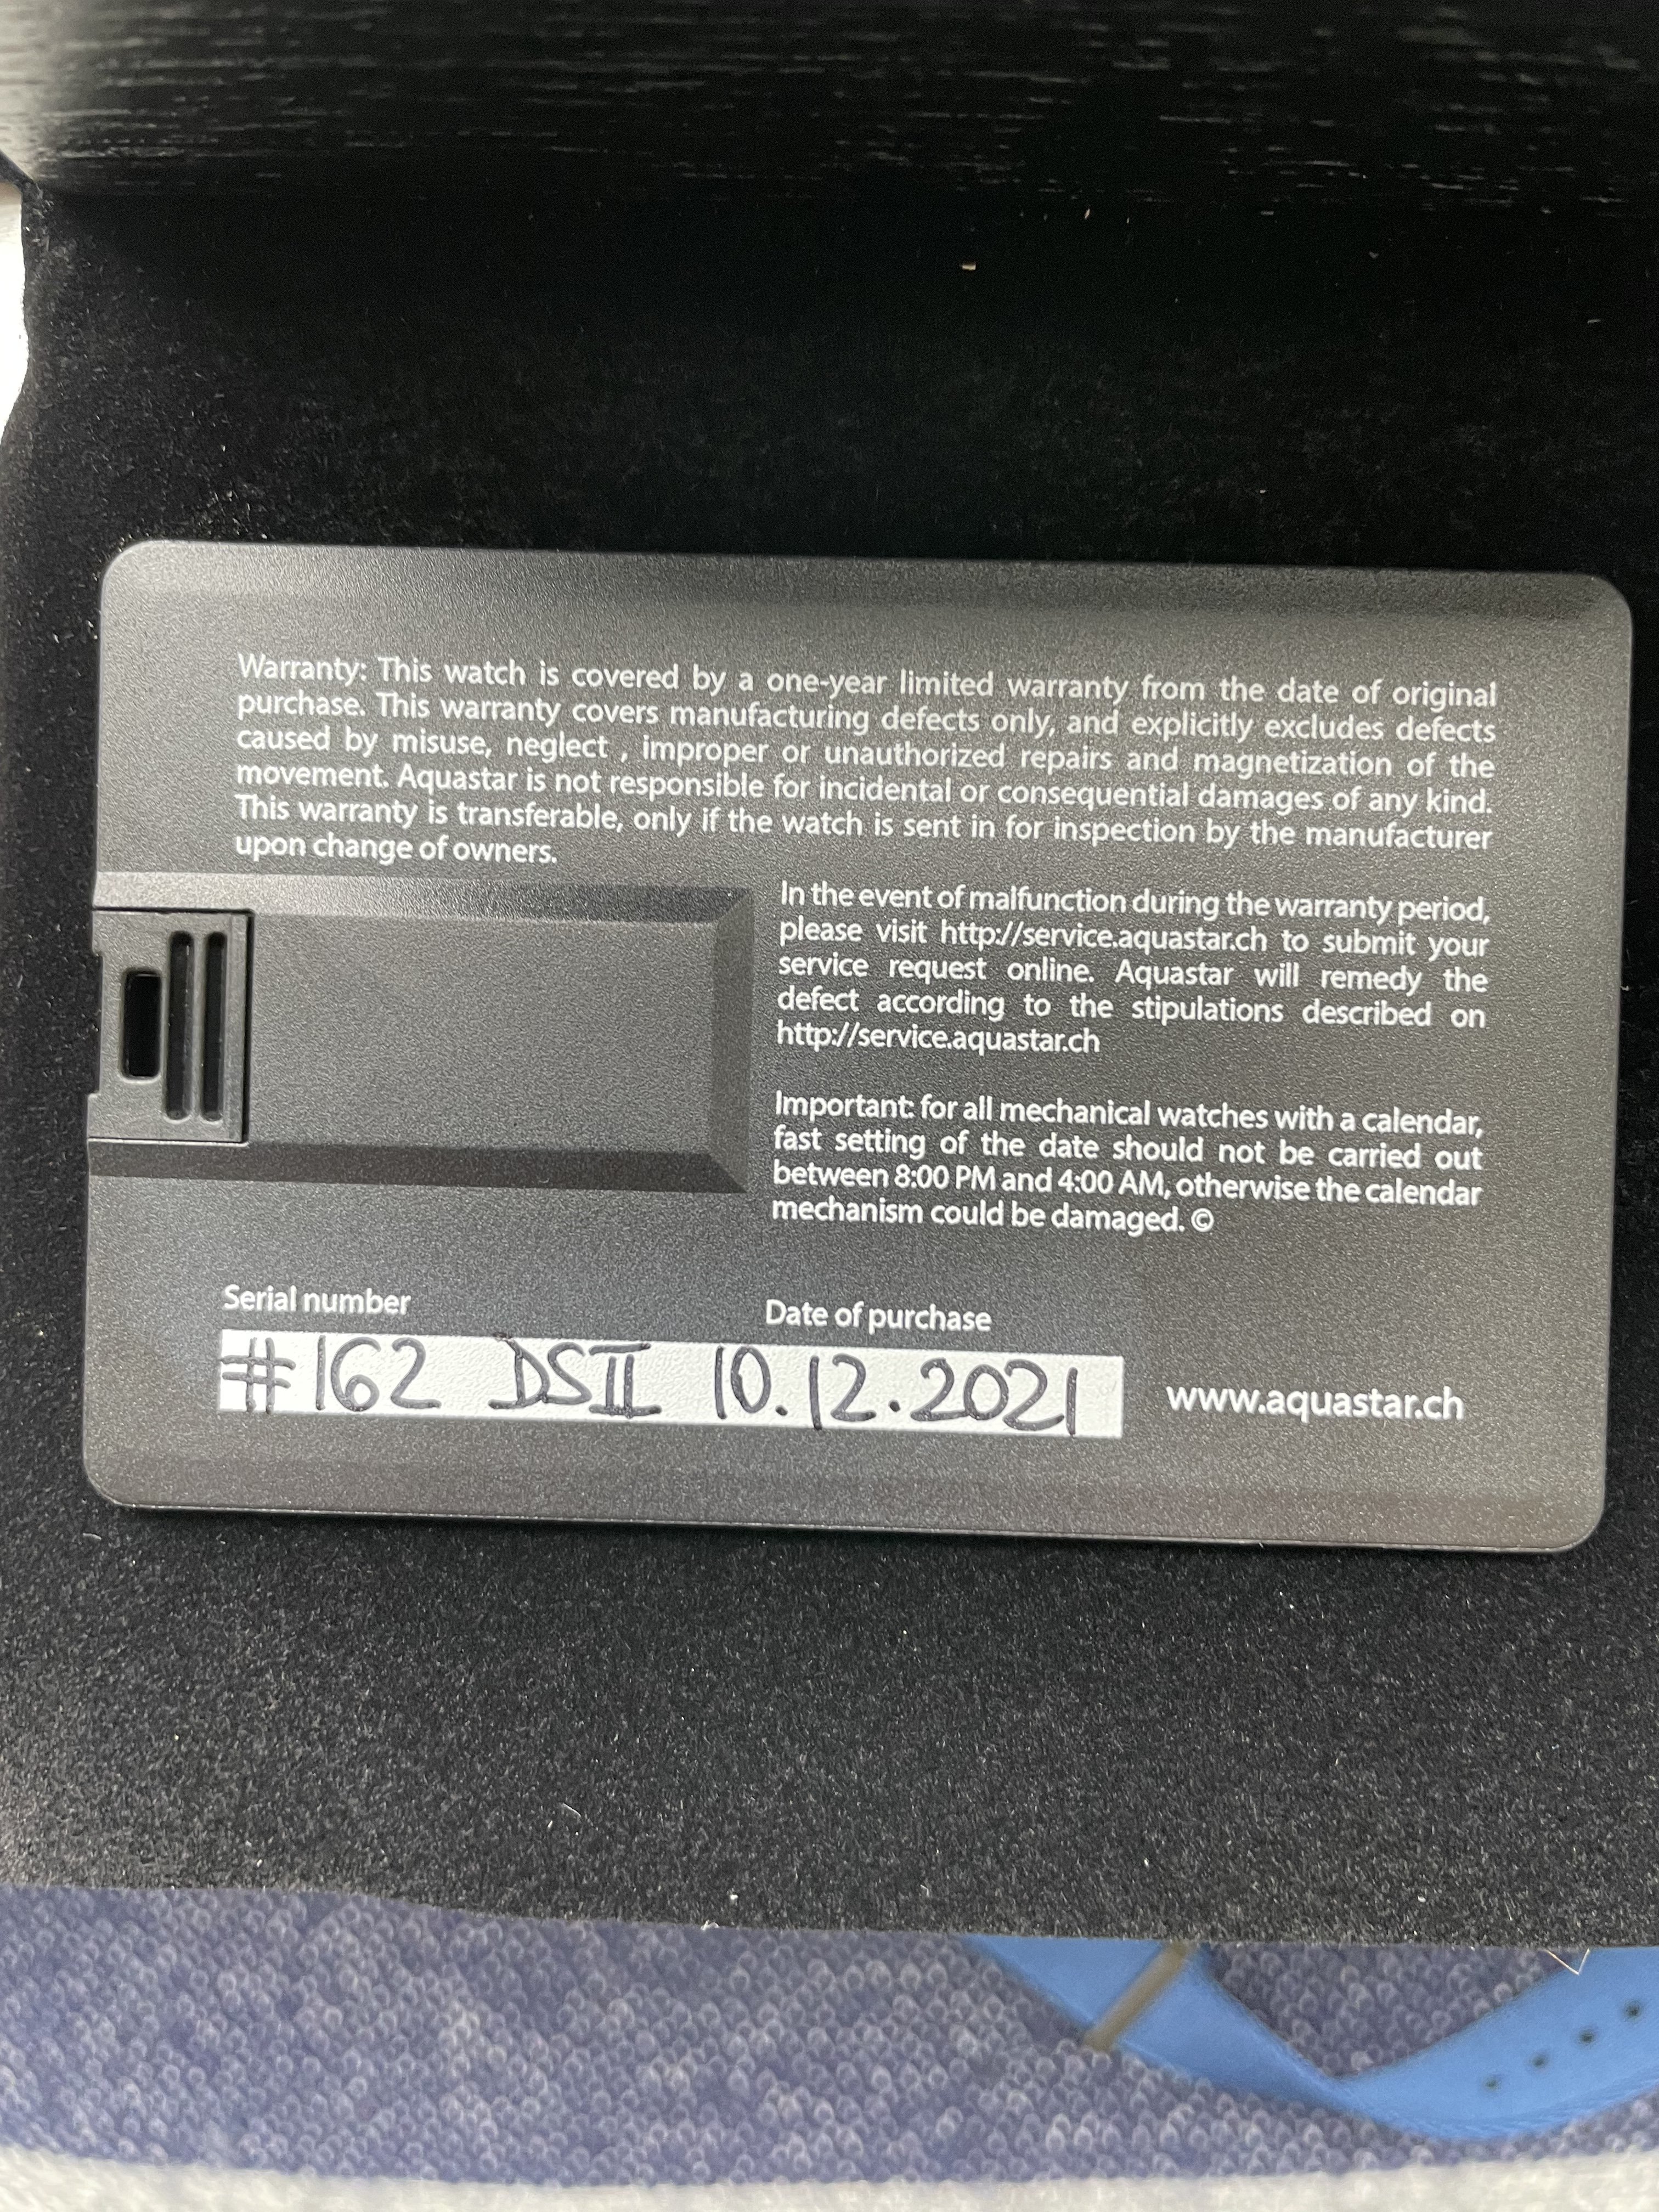 Warranty: This watch is covered by a one-year limited warranty from the date of original
purchase. This warranty covers manufacturing defects only, and explicitly excludes defects
caused by misuse, neglect , improper or unauthorized repairs and magnetization of the
movement. Aquastar is not responsible for incidental or consequential damages of any kind.
This warranty is transferable, only if the watch is sent in for inspection by the manufacturer
upon change of owners.
In the event of malfunction during the warranty period,
please visit http://service.aquastar.ch to submit your
service request online. Aquastar will remedy the
defect according to the stipulations described on
http://service.aquastar.ch
Important: for all mechanical watches with a calendar,
fast setting of the date should not be carried out
between 8:00 PM and 4:00 AM, otherwise the calendar
mechanism could be damaged. ©
Serial number
Date of purchase
#162 DSII 10.12.2021
www.aquastar.ch